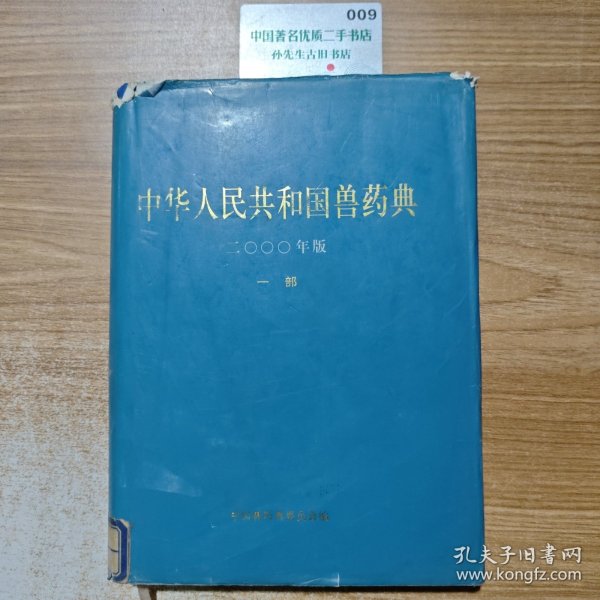 009
中国著名优质二手书店
孙先生古旧书店
中华人民共和国兽药典
二〇〇〇年版
一部
孔夫子旧书网
www.kongfz.com